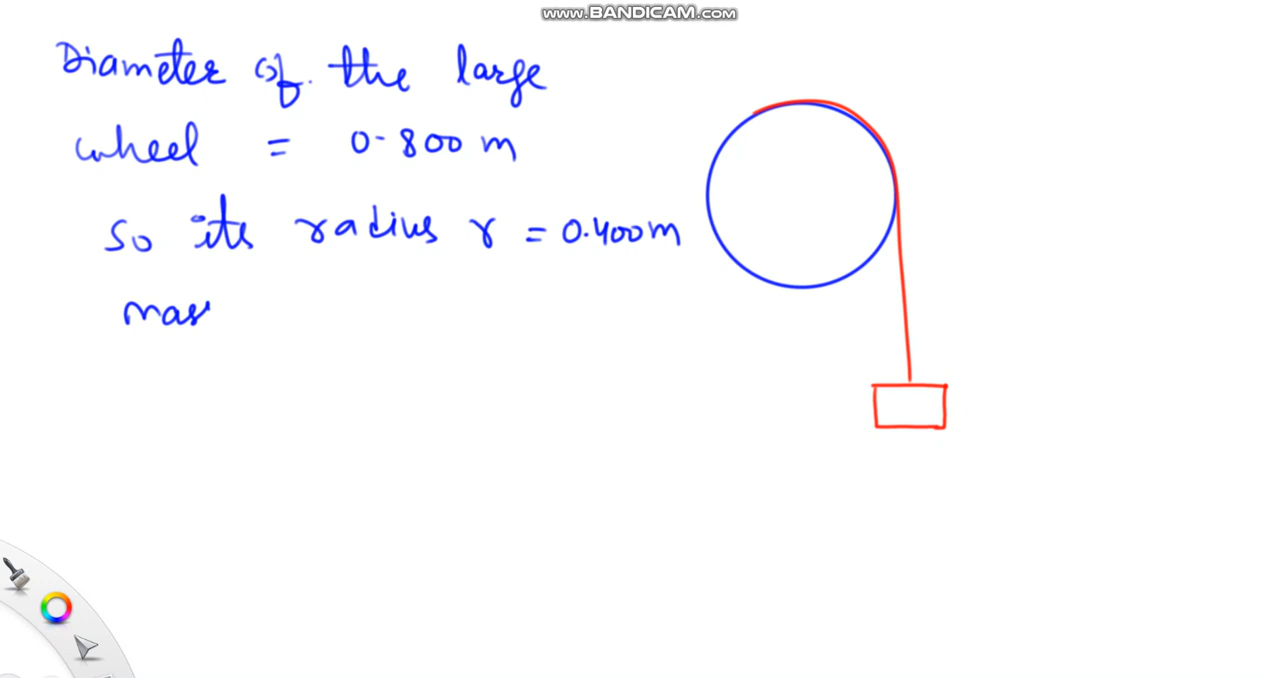 www.BANDICAM.com
Diameter of the large
wheel = 0.800 m
So its radius r = 0.400m
mas